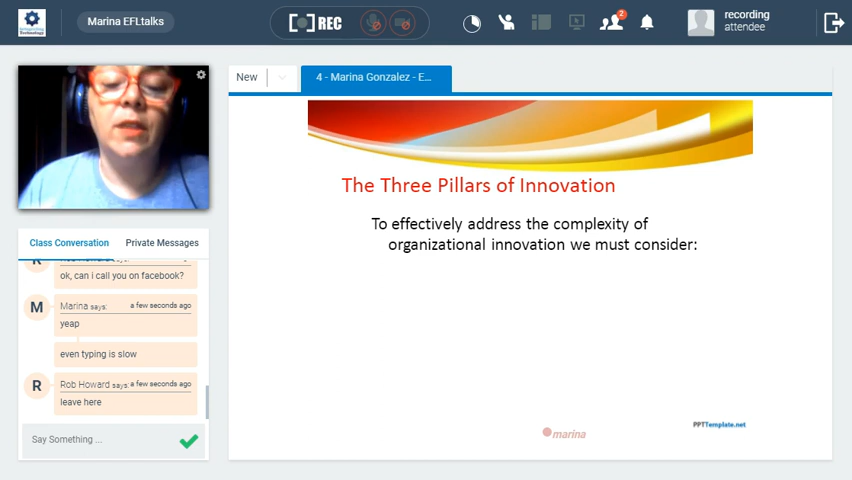 Marina EFLtalks
REC
2
recording
attendee
New
4 - Marina Gonzalez - E...
The Three Pillars of Innovation
To effectively address the complexity of
organizational innovation we must consider:
marina
PPTTemplate.net
Class Conversation
Private Messages
ok, can i call you on facebook?
M
Marina says:
a few seconds ago
yeap
even typing is slow
R
Rob Howard says:
a few seconds ago
leave here
Say Something ...